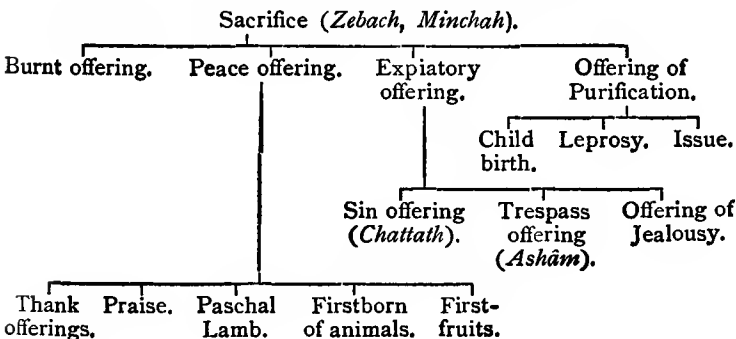 Sacrifice (Zebach, Minchah).
Burnt offering. Peace offering. Expiatory offering. Offering of Purification.
Child birth. Leprosy. Issue.
Sin offering (Chattath). Trespass offering (Ashâm). Offering of Jealousy.
Thank offerings. Praise. Paschal Lamb. Firstborn of animals. First-fruits.